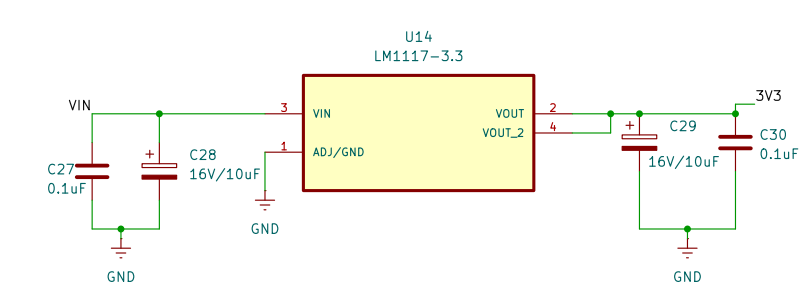 U14
LM1117-3.3
VIN
3
VIN
VOUT
2
3V3
VOUT_2
4
1
ADJ/GND
+
C28
16V/10uF
C27
0.1uF
+
C29
16V/10uF
C30
0.1uF
GND
GND
GND